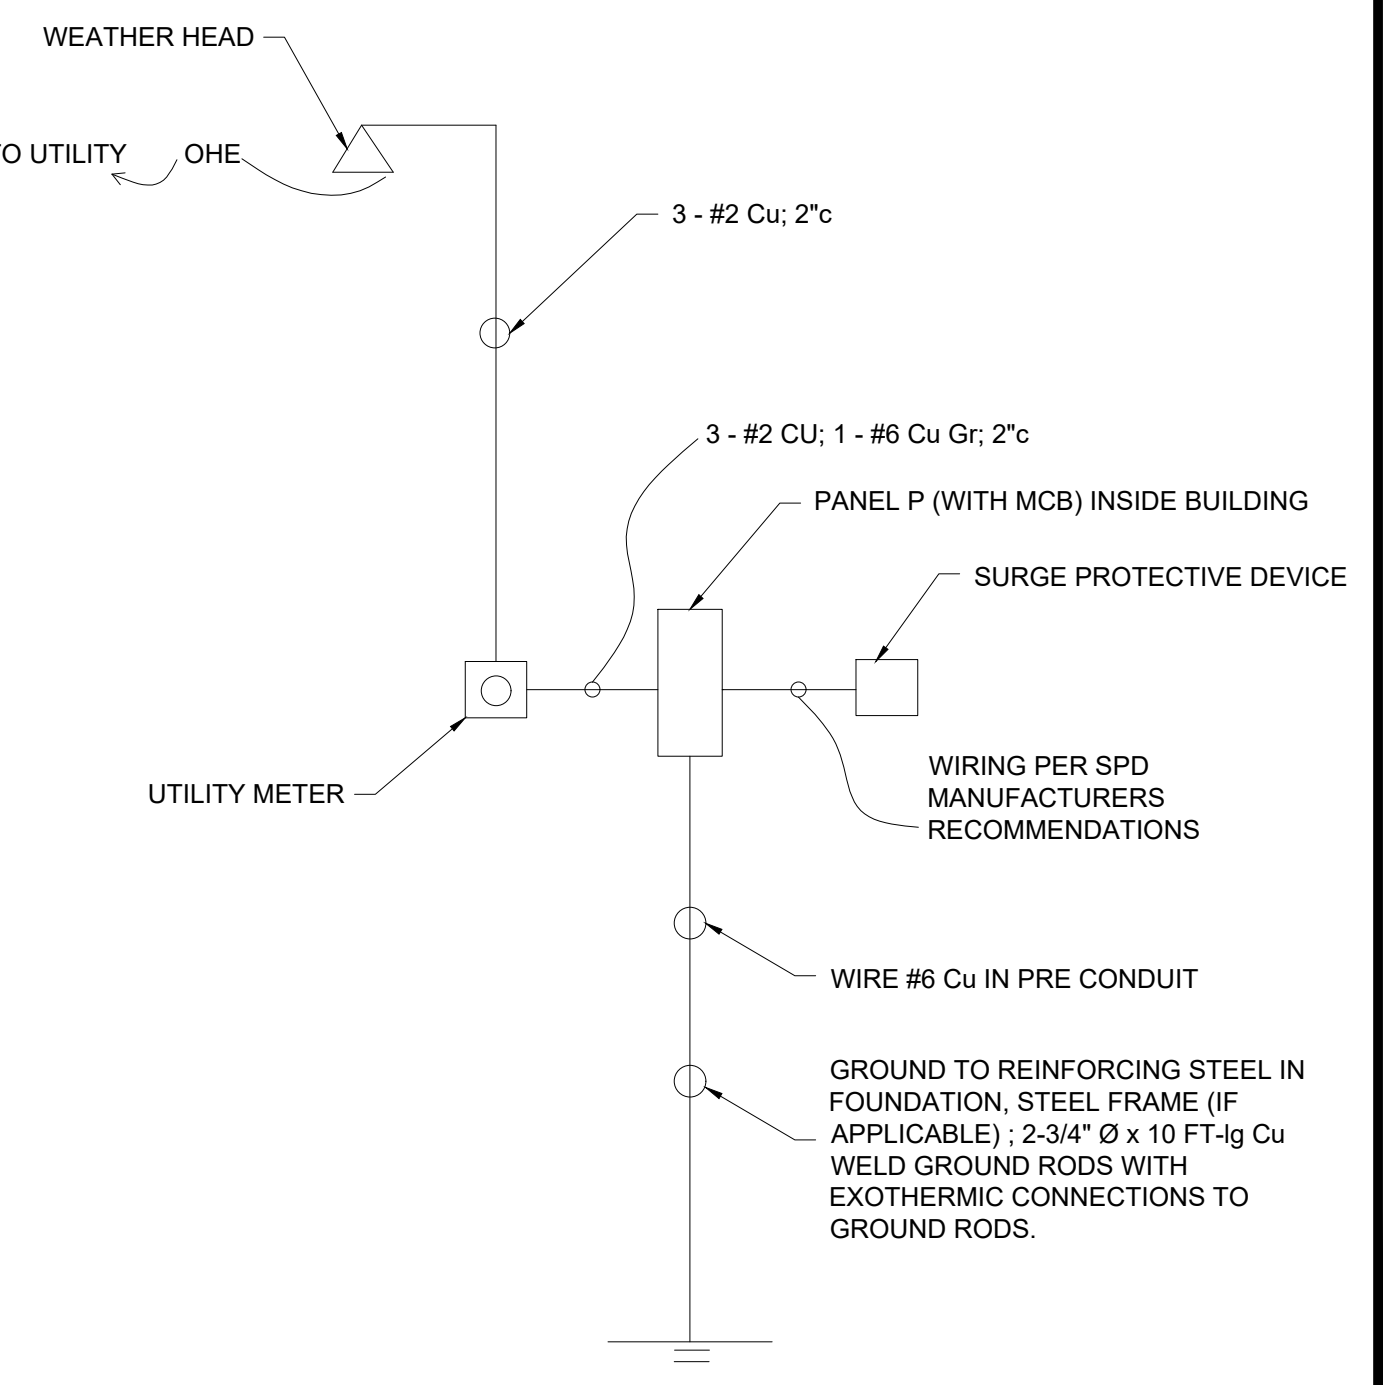 WEATHER HEAD
TO UTILITY
OHE
3 - #2 Cu; 2"c
3 - #2 CU; 1 - #6 Cu Gr; 2"c
PANEL P (WITH MCB) INSIDE BUILDING
SURGE PROTECTIVE DEVICE
UTILITY METER
WIRING PER SPD
MANUFACTURERS
RECOMMENDATIONS
WIRE #6 Cu IN PRE CONDUIT
GROUND TO REINFORCING STEEL IN
FOUNDATION, STEEL FRAME (IF
APPLICABLE) ; 2-3/4" Ø x 10 FT-lg Cu
WELD GROUND RODS WITH
EXOTHERMIC CONNECTIONS TO
GROUND RODS.